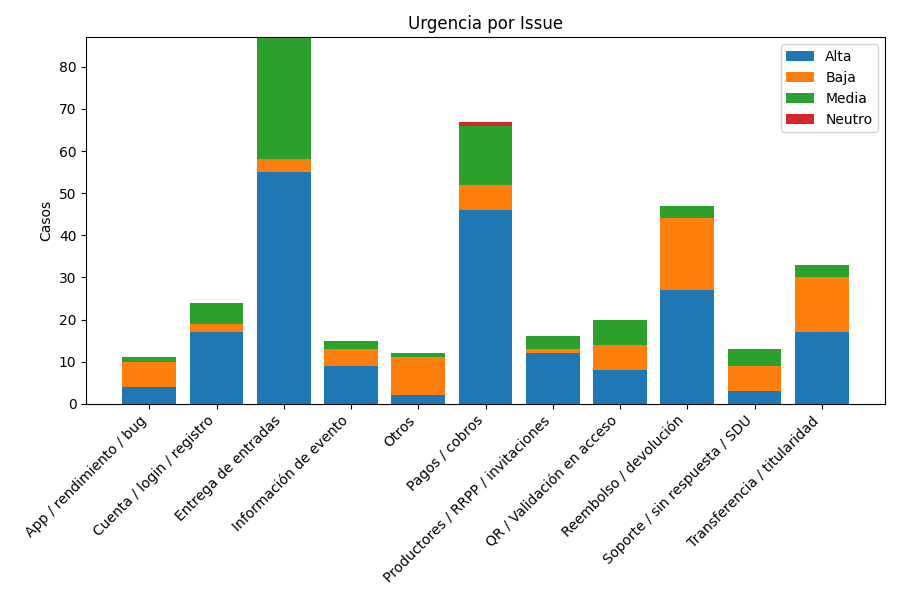 Urgencia por Issue
Alta
Baja
Media
Neutro
Casos
80
70
60
50
40
30
20
10
0
App / rendimiento / bug
Cuenta / login / registro
Entrega de entradas
Información de evento
Otros
Pagos / cobros
Productores / RRPP / invitaciones
QR / Validación en acceso
Reembolso / devolución
Soporte / sin respuesta / SDU
Transferencia / titularidad